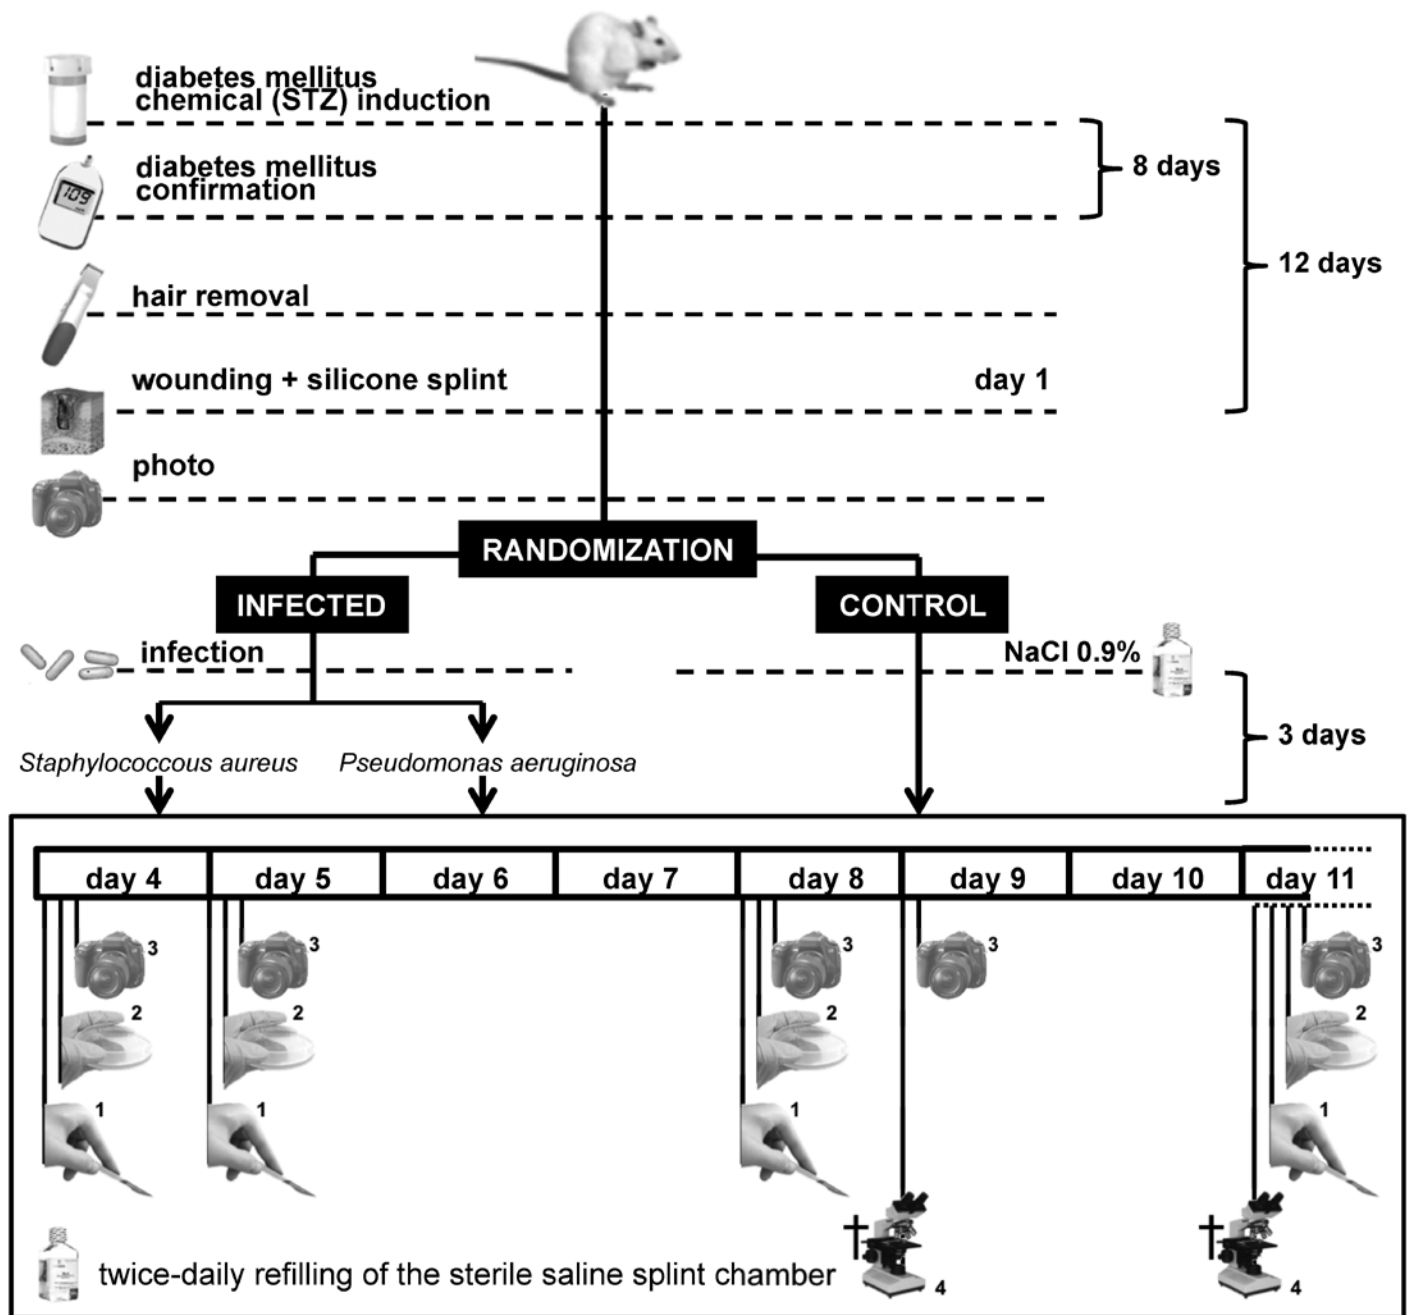 diabetes mellitus
chemical (STZ) induction
diabetes mellitus
confirmation
109
8 days
12 days
hair removal
wounding + silicone splint
day 1
photo
RANDOMIZATION
INFECTED
CONTROL
infection
NaCl 0.9%
3 days
Staphylococcous aureus
Pseudomonas aeruginosa
day 4
day 5
day 6
day 7
day 8
day 9
day 10
day 11
3
3
3
3
3
2
2
2
2
1
1
1
1
twice-daily refilling of the sterile saline splint chamber
4
4